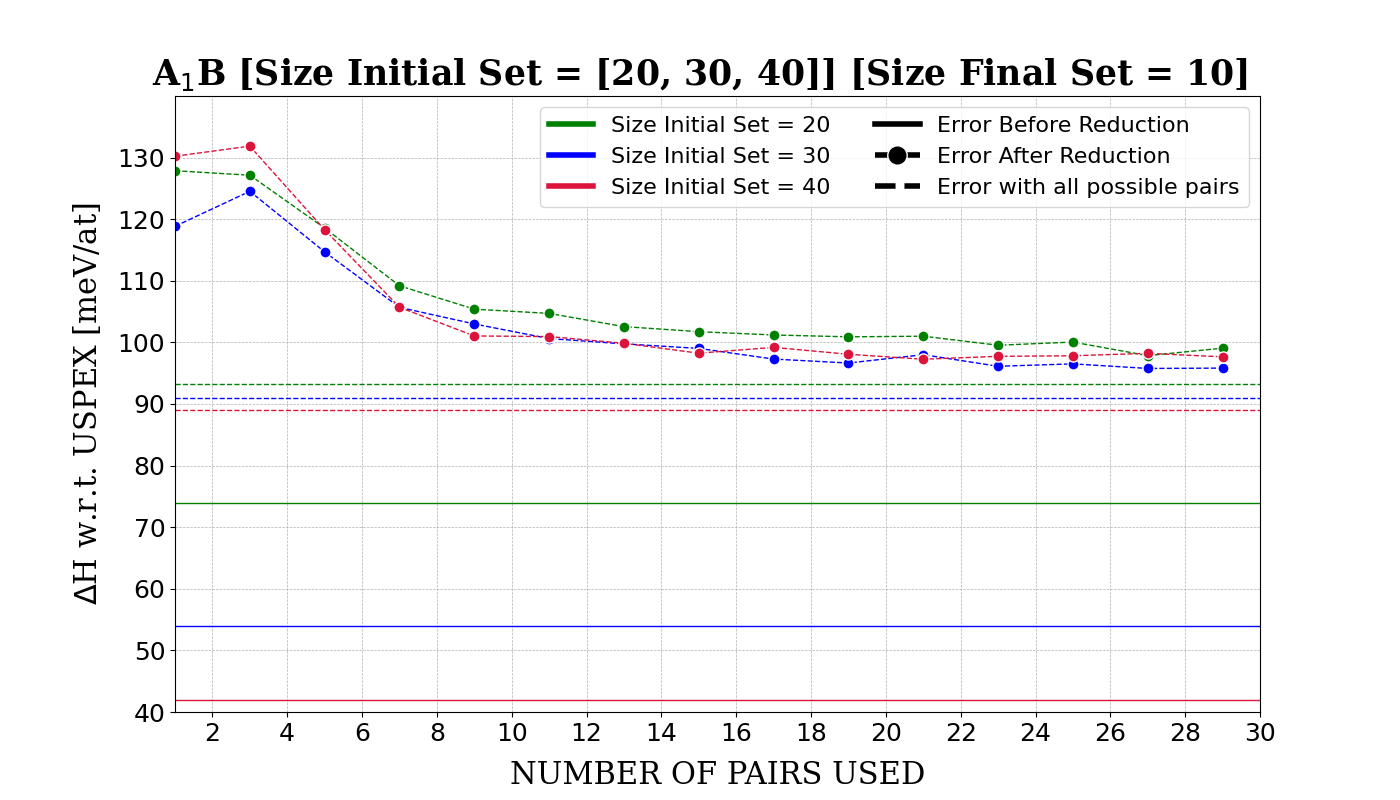 A₁B [Size Initial Set = [20, 30, 40]] [Size Final Set = 10]
Size Initial Set = 20
Size Initial Set = 30
Size Initial Set = 40
Error Before Reduction
Error After Reduction
Error with all possible pairs
ΔH w.r.t. USPEX [meV/at]
130
120
110
100
90
80
70
60
50
40
2 4 6 8 10 12 14 16 18 20 22 24 26 28 30
NUMBER OF PAIRS USED